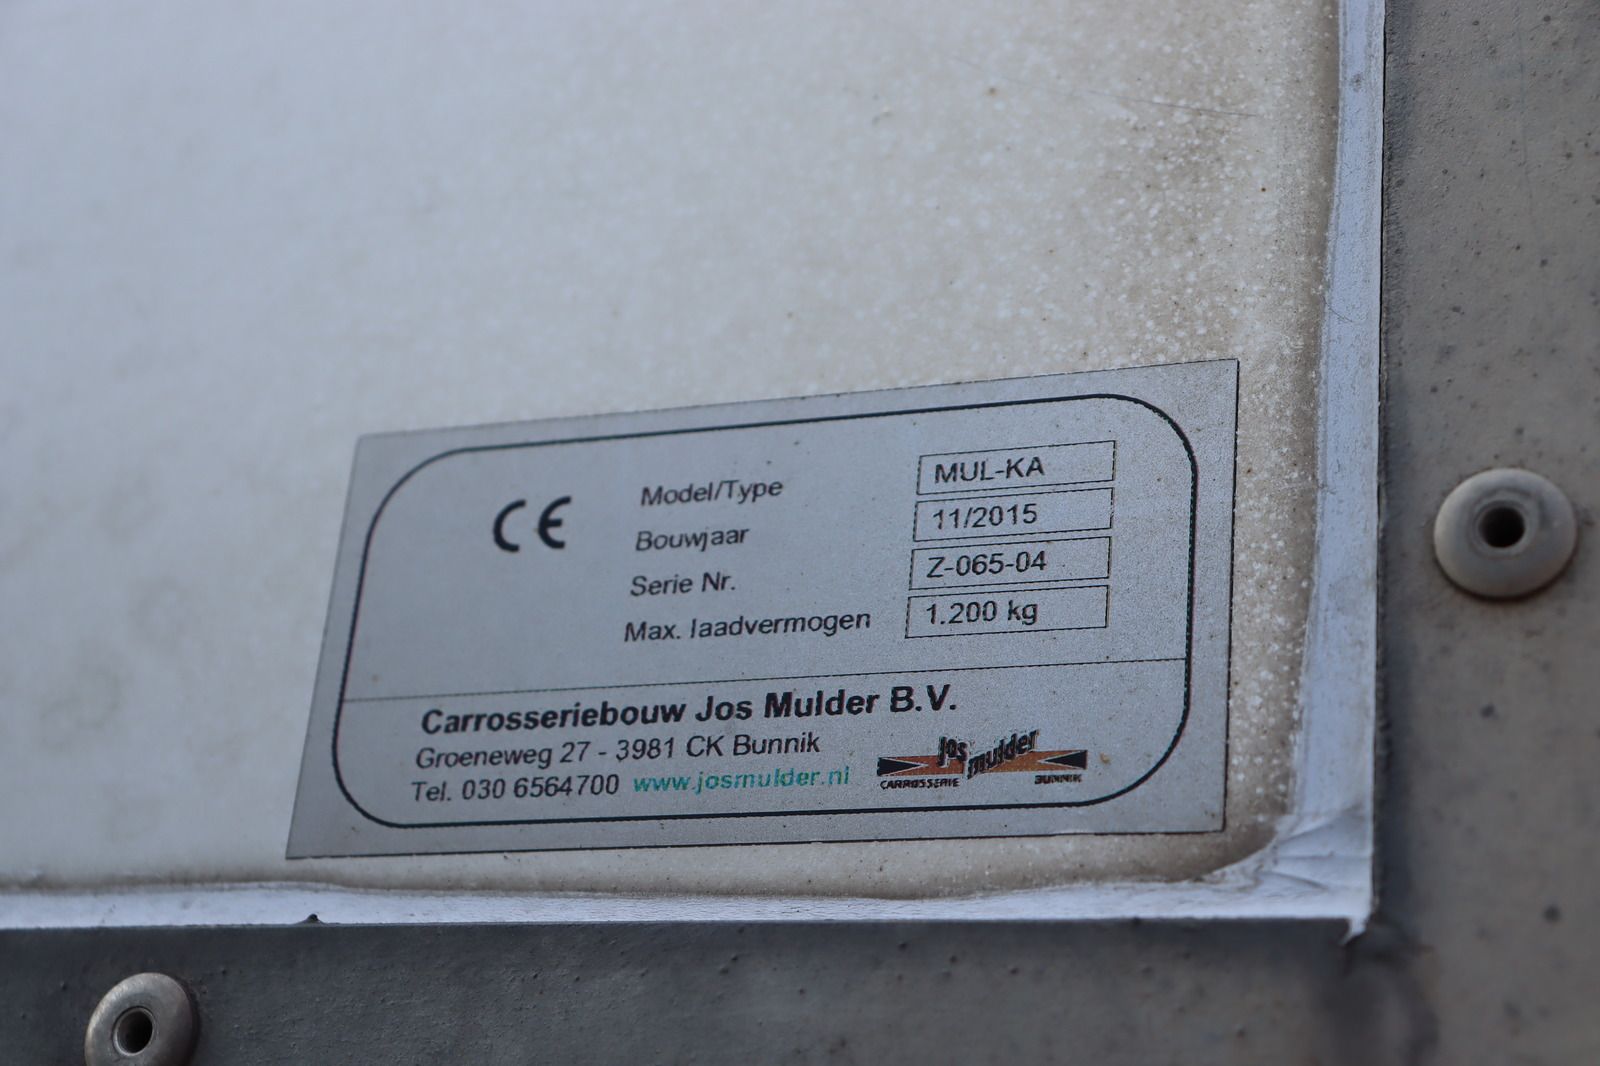 CE
Model/Type MUL-KA
Bouwjaar 11/2015
Serie Nr. Z-065-04
Max. laadvermogen 1.200 kg
Carrosseriebouw Jos Mulder B.V.
Groeneweg 27 - 3981 CK Bunnik
Tel. 030 6564700 www.josmulder.nl
jos mulder
CARROSSERIE BUNNIK